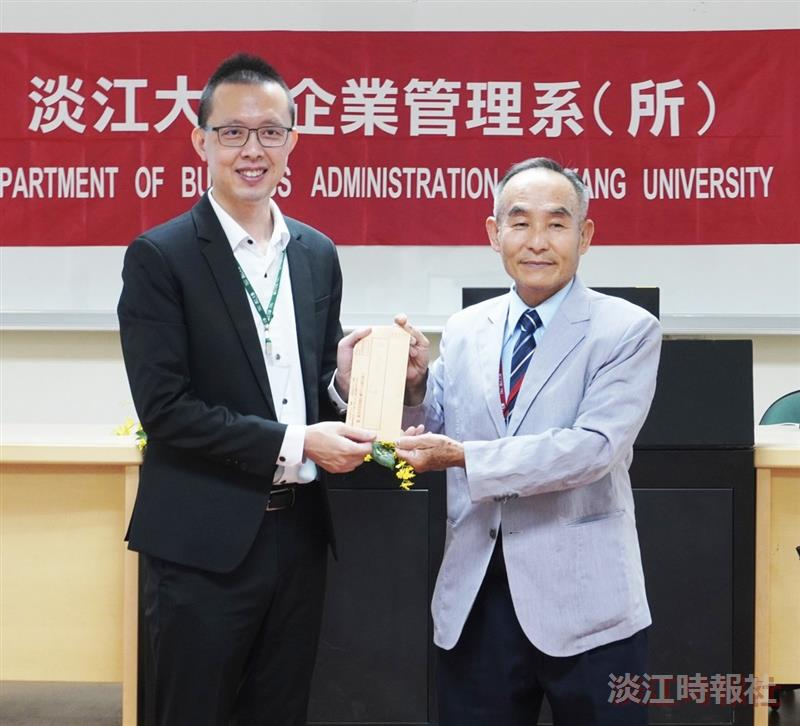 淡江大 企業管理系（所）
PARTMENT OF BU S ADMINISTRATION KANG UNIVERSITY
淡江時報社